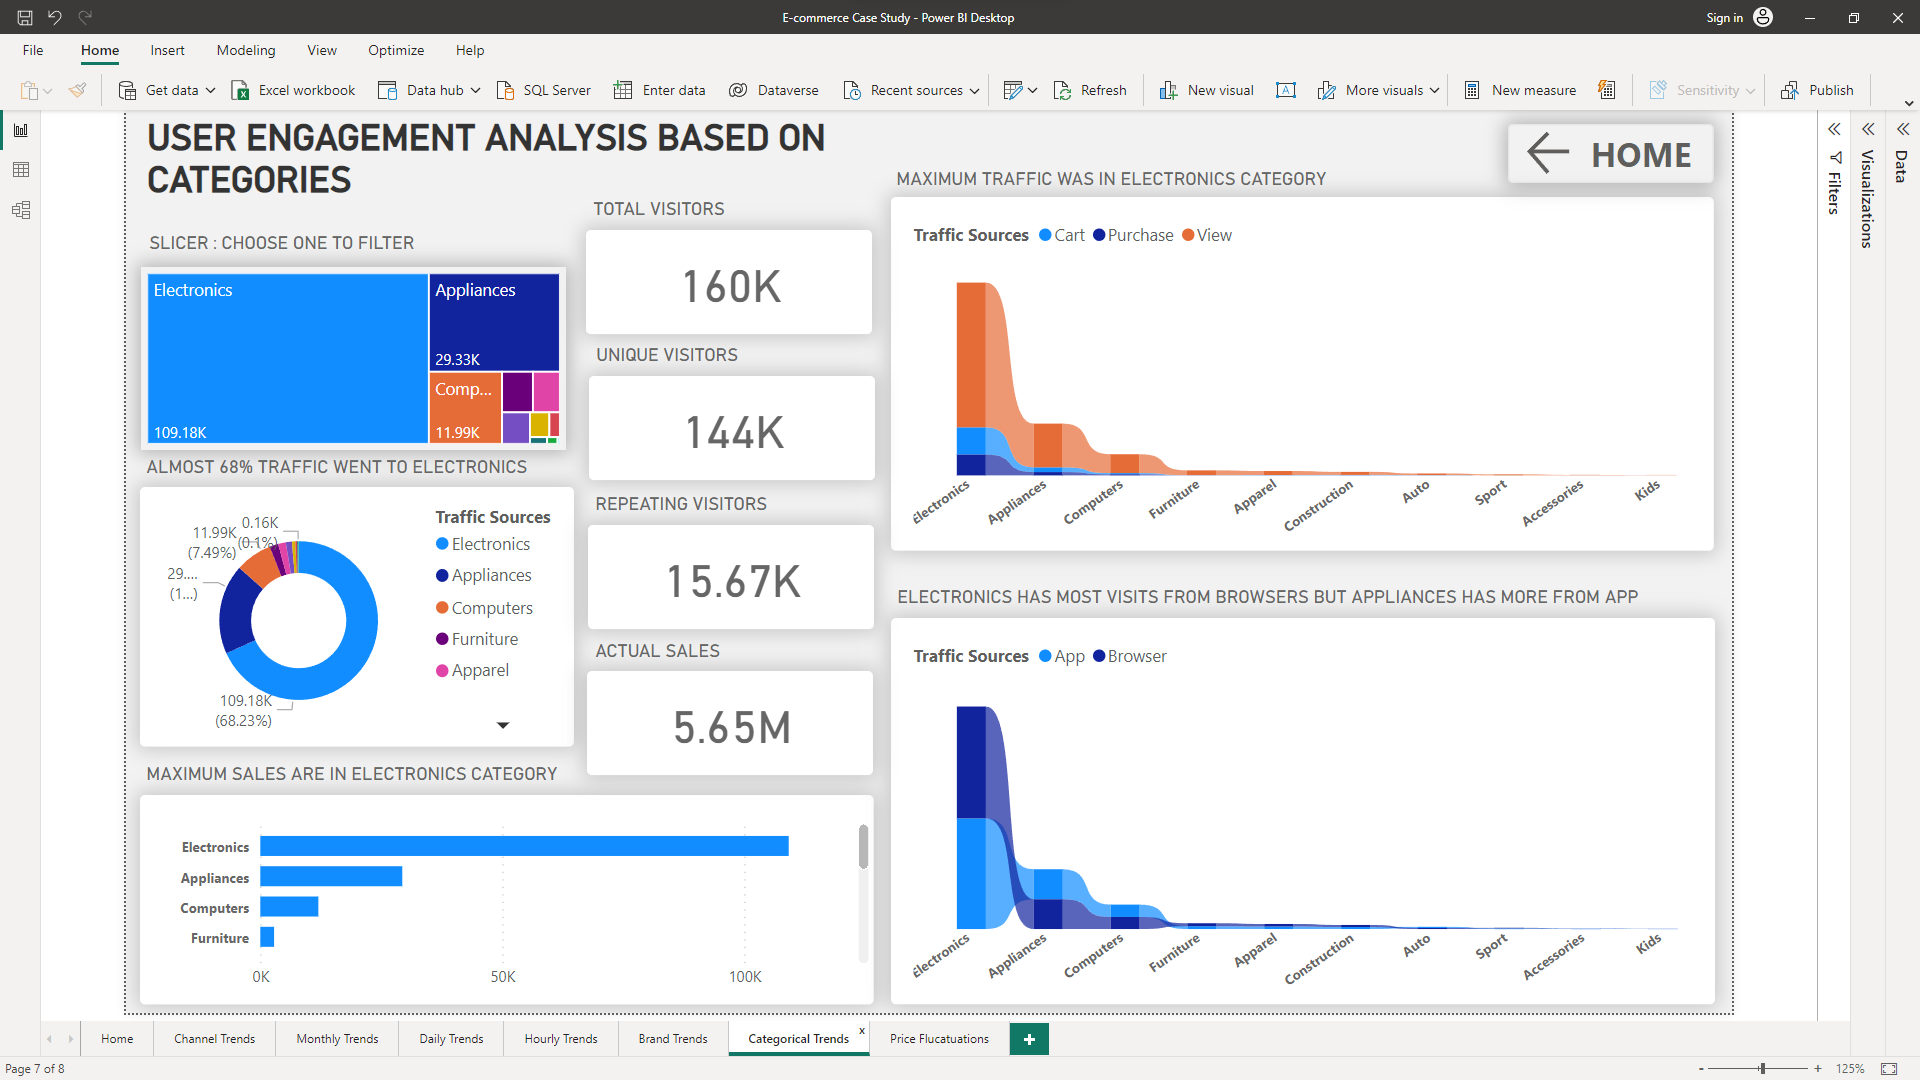 E-commerce Case Study - Power BI Desktop
Sign in
File
Home
Insert
Modeling
View
Optimize
Help
Get data
Excel workbook
Data hub
SQL Server
Enter data
Dataverse
Recent sources
Refresh
New visual
A
More visuals
New measure
Sensitivity
Publish
USER ENGAGEMENT ANALYSIS BASED ON
CATEGORIES
HOME
SLICER : CHOOSE ONE TO FILTER
Electronics
109.18K
Appliances
29.33K
Comp...
11.99K
ALMOST 68% TRAFFIC WENT TO ELECTRONICS
0.16K
(0.1%)
11.99K
(7.49%)
29....
(1...)
109.18K
(68.23%)
Traffic Sources
Electronics
Appliances
Computers
Furniture
Apparel
MAXIMUM SALES ARE IN ELECTRONICS CATEGORY
Electronics
Appliances
Computers
Furniture
0K
50K
100K
TOTAL VISITORS
160K
UNIQUE VISITORS
144K
REPEATING VISITORS
15.67K
ACTUAL SALES
5.65M
MAXIMUM TRAFFIC WAS IN ELECTRONICS CATEGORY
Traffic Sources Cart Purchase View
Electronics
Appliances
Computers
Furniture
Apparel
Construction
Auto
Sport
Accessories
Kids
ELECTRONICS HAS MOST VISITS FROM BROWSERS BUT APPLIANCES HAS MORE FROM APP
Traffic Sources App Browser
Electronics
Appliances
Computers
Furniture
Apparel
Construction
Auto
Sport
Accessories
Kids
Filters
Visualizations
Data
Home
Channel Trends
Monthly Trends
Daily Trends
Hourly Trends
Brand Trends
Categorical Trends
x
Price Flucatuations
+
Page 7 of 8
- + 125%